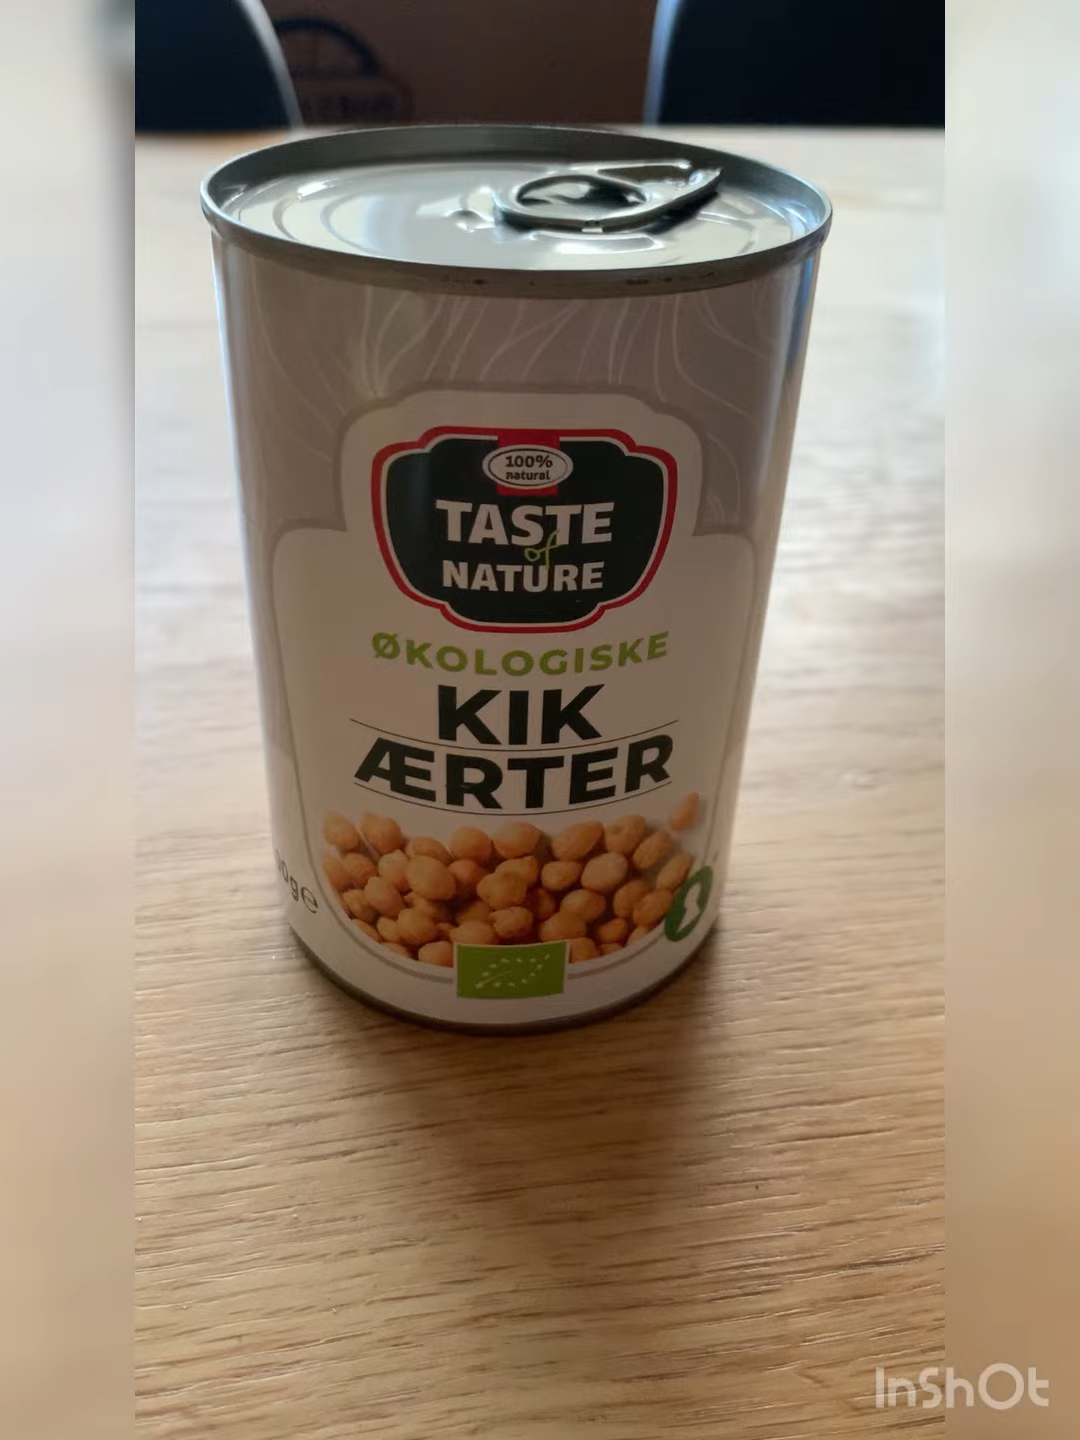 100%
natural
TASTE
of
NATURE
ØKOLOGISKE
KIK
ÆRTER
InShOt